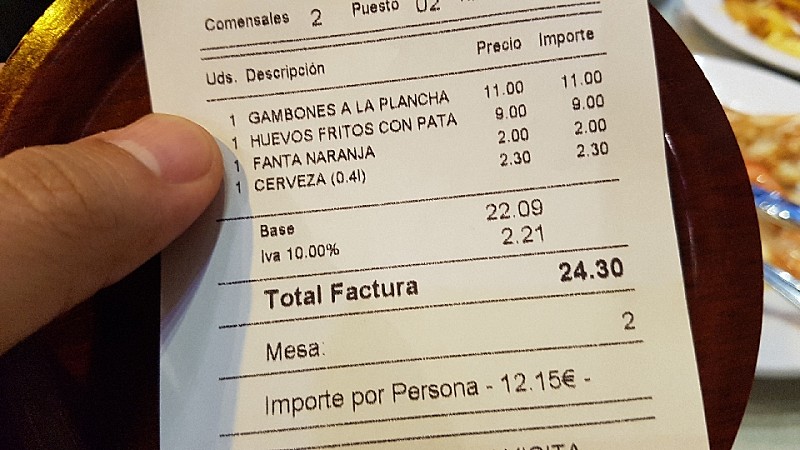 Comensales 2 Puesto 02
Uds. Descripción Precio Importe
1 GAMBONES A LA PLANCHA 11.00 11.00
1 HUEVOS FRITOS CON PATA 9.00 9.00
1 FANTA NARANJA 2.00 2.00
1 CERVEZA (0.4l) 2.30 2.30
Base 22.09
Iva 10.00% 2.21
Total Factura 24.30
Mesa: 2
Importe por Persona - 12.15€ -